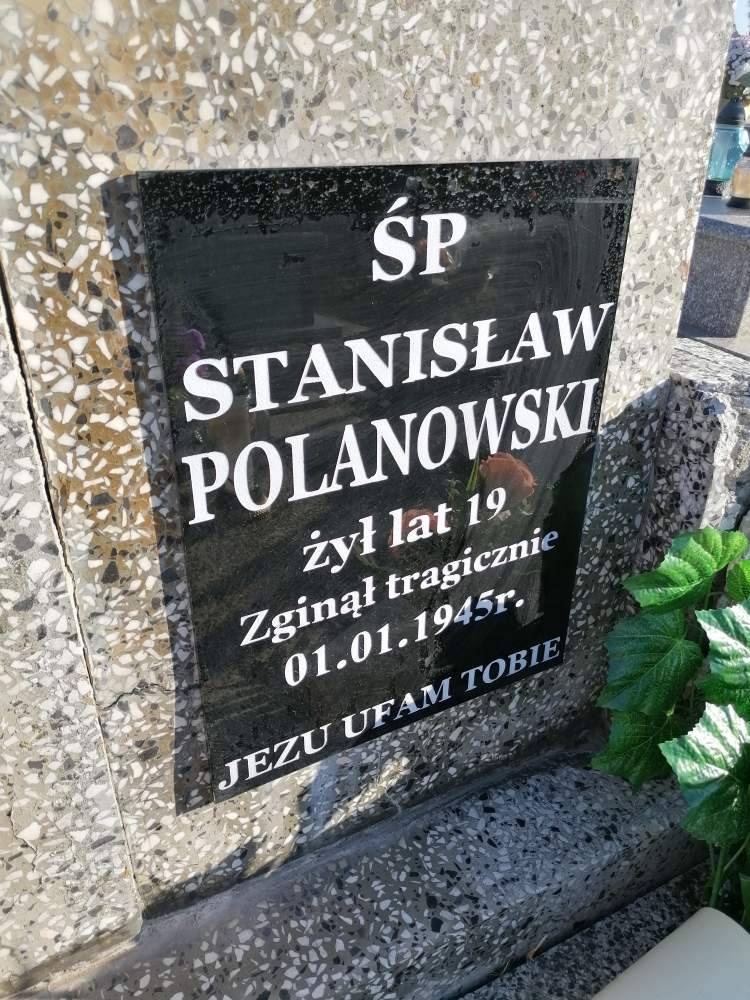 ŚP
STANISŁAW
POLANOWSKI
żył lat 19
Zginął tragicznie
01.01.1945r.
JEZU UFAM TOBIE